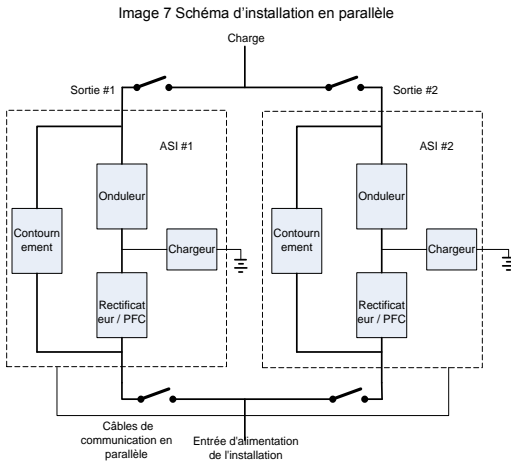 Image 7 Schéma d'installation en parallèle
Charge
Sortie #1
Sortie #2
ASI #1
ASI #2
Onduleur
Onduleur
Contourn
ement
Chargeur
Contourn
ement
Chargeur
Rectificat
eur / PFC
Rectificat
eur / PFC
Câbles de
communication en
parallèle
Entrée d'alimentation
de l'installation